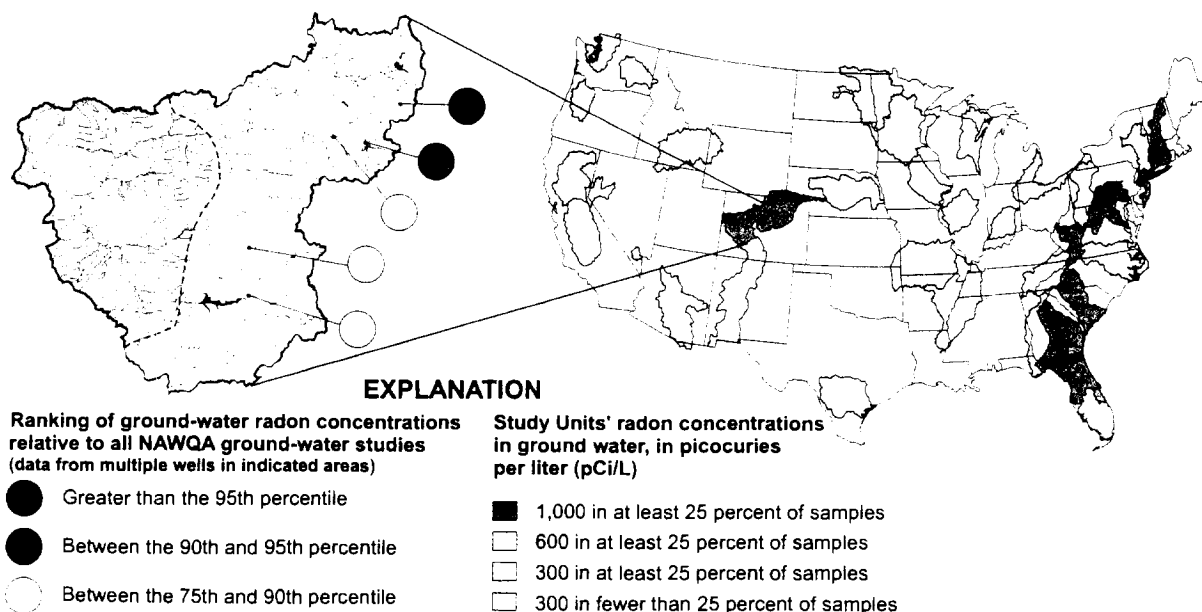 EXPLANATION
Ranking of ground-water radon concentrations
relative to all NAWQA ground-water studies
(data from multiple wells in indicated areas)
Greater than the 95th percentile
Between the 90th and 95th percentile
Between the 75th and 90th percentile
Study Units' radon concentrations
in ground water, in picocuries
per liter (pCi/L)
1,000 in at least 25 percent of samples
600 in at least 25 percent of samples
300 in at least 25 percent of samples
300 in fewer than 25 percent of samples